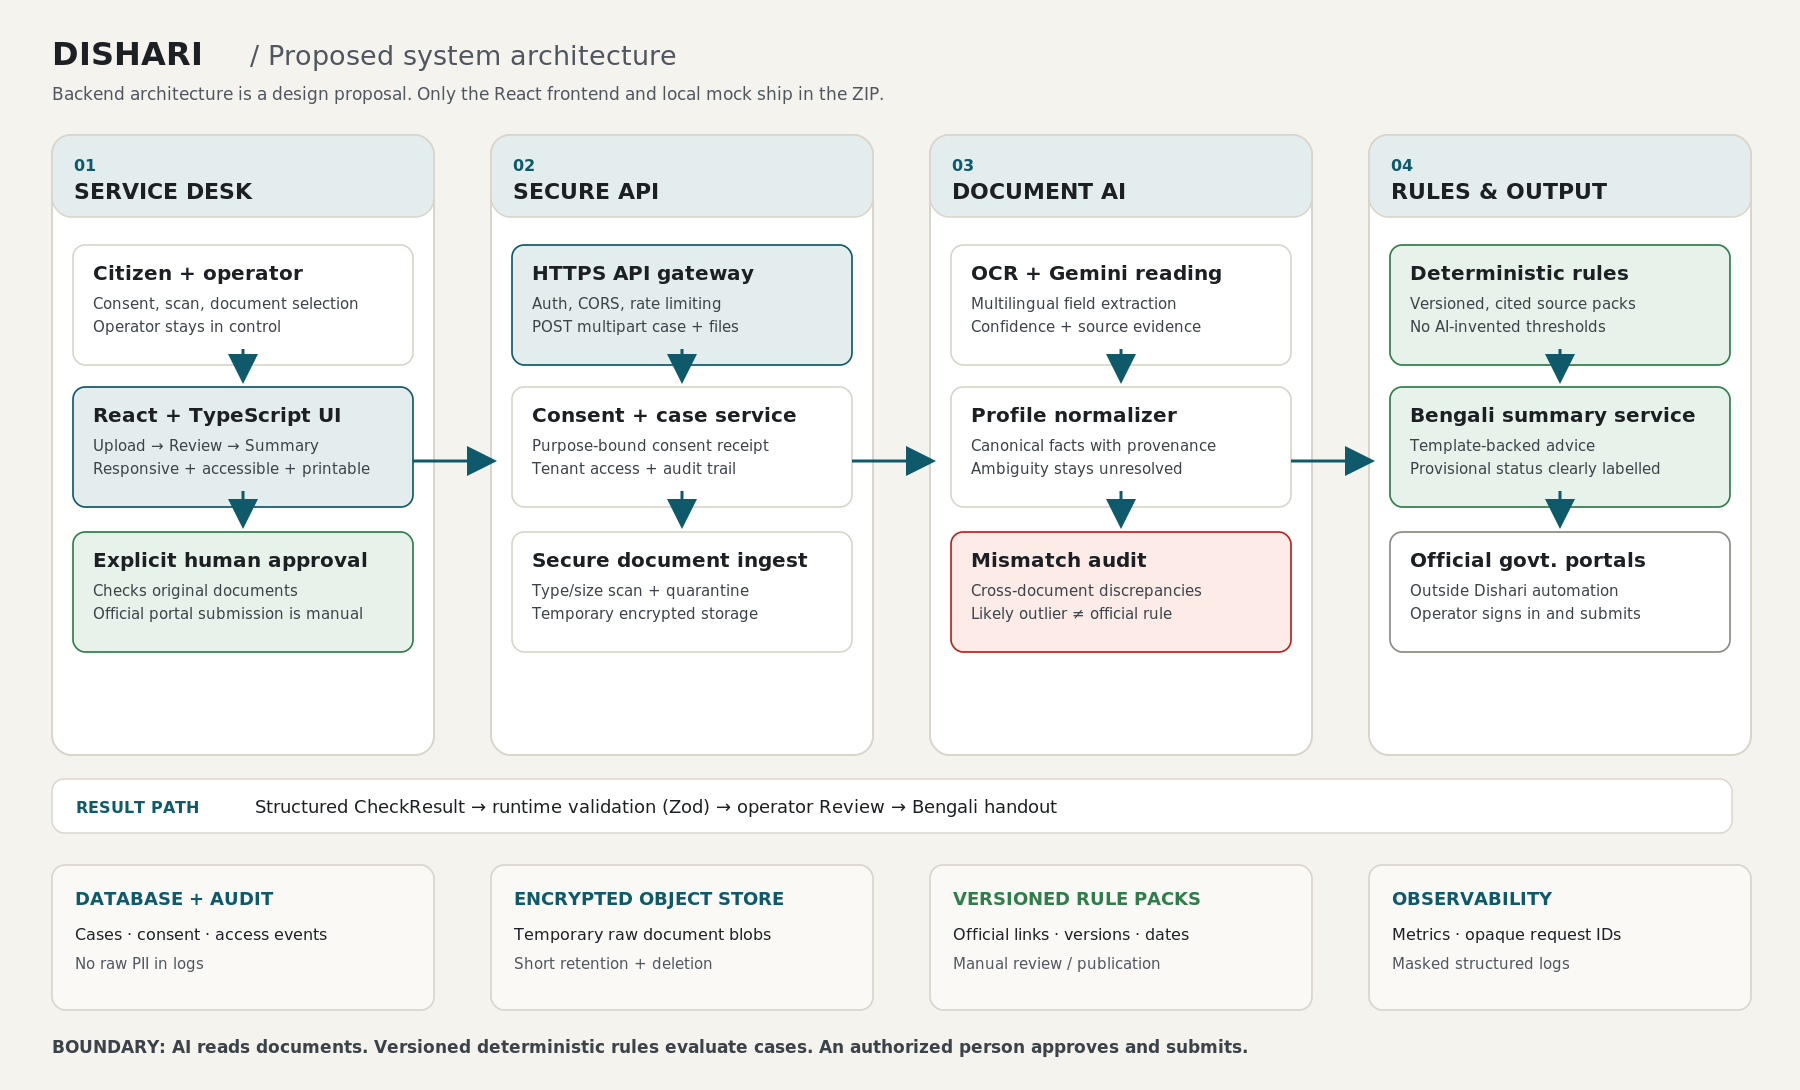 DISHARI / Proposed system architecture
Backend architecture is a design proposal. Only the React frontend and local mock ship in the ZIP.
01
SERVICE DESK
Citizen + operator
Consent, scan, document selection
Operator stays in control
React + TypeScript UI
Upload → Review → Summary
Responsive + accessible + printable
Explicit human approval
Checks original documents
Official portal submission is manual
02
SECURE API
HTTPS API gateway
Auth, CORS, rate limiting
POST multipart case + files
Consent + case service
Purpose-bound consent receipt
Tenant access + audit trail
Secure document ingest
Type/size scan + quarantine
Temporary encrypted storage
03
DOCUMENT AI
OCR + Gemini reading
Multilingual field extraction
Confidence + source evidence
Profile normalizer
Canonical facts with provenance
Ambiguity stays unresolved
Mismatch audit
Cross-document discrepancies
Likely outlier ≠ official rule
04
RULES & OUTPUT
Deterministic rules
Versioned, cited source packs
No AI-invented thresholds
Bengali summary service
Template-backed advice
Provisional status clearly labelled
Official govt. portals
Outside Dishari automation
Operator signs in and submits
RESULT PATH Structured CheckResult → runtime validation (Zod) → operator Review → Bengali handout
DATABASE + AUDIT
Cases · consent · access events
No raw PII in logs
ENCRYPTED OBJECT STORE
Temporary raw document blobs
Short retention + deletion
VERSIONED RULE PACKS
Official links · versions · dates
Manual review / publication
OBSERVABILITY
Metrics · opaque request IDs
Masked structured logs
BOUNDARY: AI reads documents. Versioned deterministic rules evaluate cases. An authorized person approves and submits.